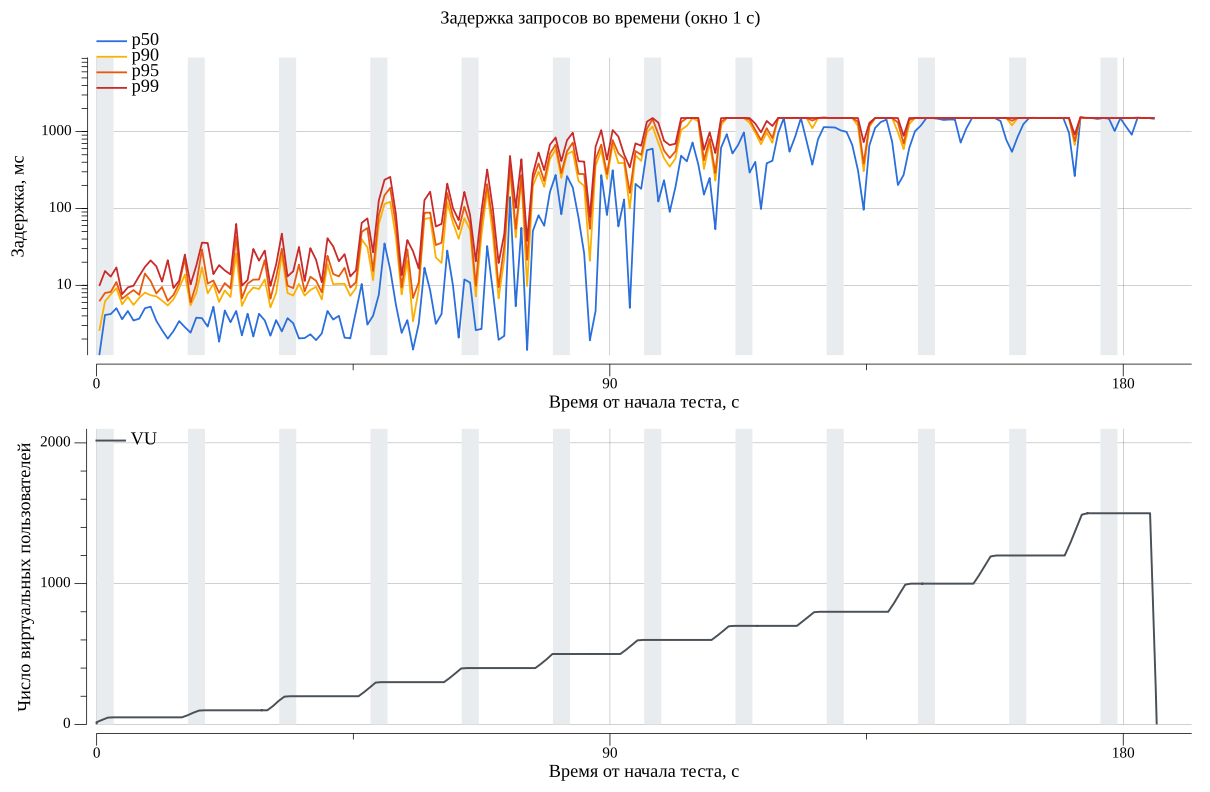 Задержка запросов во времени (окно 1 с)
p50
p90
p95
p99
1000
100
10
Задержка, мс
0
90
180
Время от начала теста, с
VU
2000
1000
0
Число виртуальных пользователей
0
90
180
Время от начала теста, с